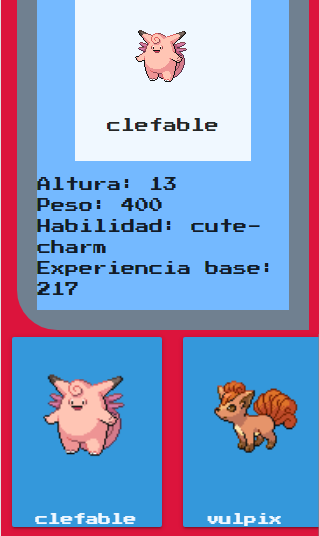 clefable
Altura: 13
Peso: 400
Habilidad: cute-
charm
Experiencia base:
217
clefable
vulpix